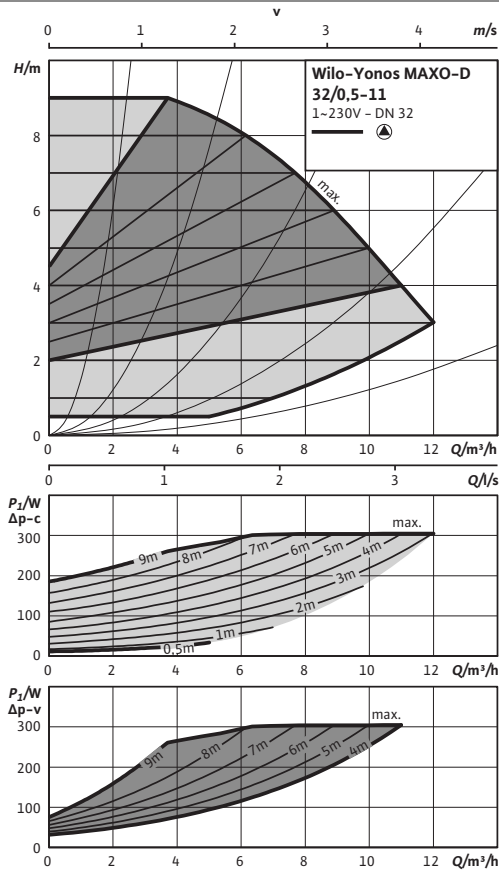 v
0 1 2 3 4 m/s
H/m
Wilo-Yonos MAXO-D
32/0,5-11
1~230V - DN 32
8
max.
6
4
2
0
0 2 4 6 8 10 12 Q/m³/h
0 1 2 3 Q/l/s
P₁/W
Δp-c
max.
300
9m 8m 7m 6m 5m 4m
200
3m
100
2m
1m
0,5m
0
0 2 4 6 8 10 12 Q/m³/h
P₁/W
Δp-v
max.
300
9m 8m 7m 6m 5m 4m
200
100
0
0 2 4 6 8 10 12 Q/m³/h